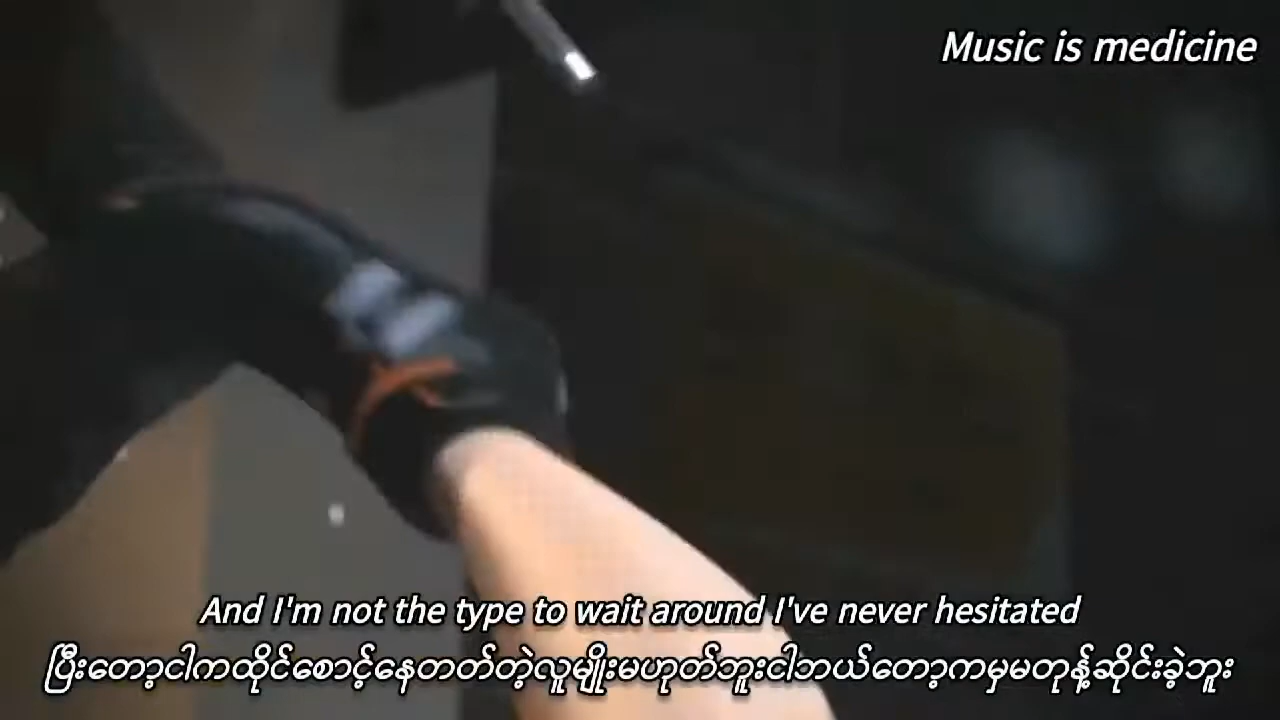 Music is medicine
And I'm not the type to wait around I've never hesitated
ပြီးတော့ငါကထိုင်စောင့်နေတတ်တဲ့လူမျိုးမဟုတ်ဘူးငါဘယ်တော့ကမှမတုန့်ဆိုင်းခဲ့ဘူး